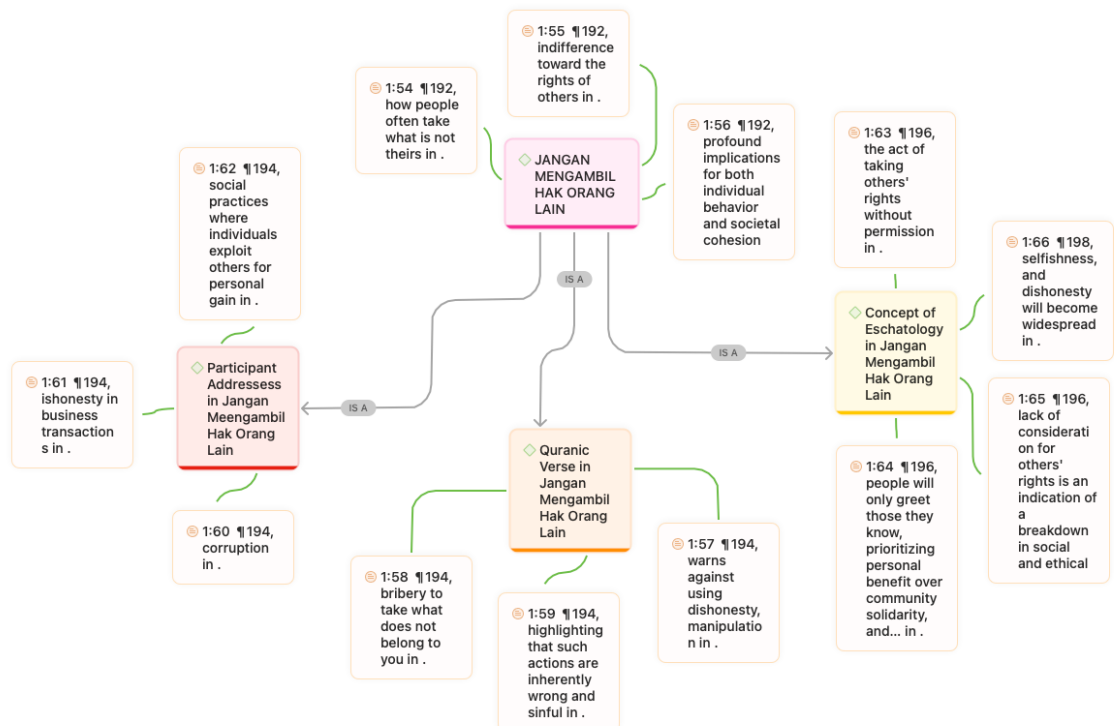 1:55 ¶192,
indifference
toward the
rights of
others in .
1:54 ¶192,
how people
often take
what is not
theirs in .
1:56 ¶192,
profound
implications
for both
individual
behavior
and societal
cohesion
JANGAN
MENGAMBIL
HAK ORANG
LAIN
1:63 ¶196,
the act of
taking
others'
rights
without
permission
in .
1:62 ¶194,
social
practices
where
individuals
exploit
others for
personal
gain in .
1:66 ¶198,
selfishness,
and
dishonesty
will become
widespread
in .
IS A
Concept of
Eschatology
in Jangan
Mengambil
Hak Orang
Lain
IS A
Participant
Addressess
in Jangan
Meengambil
Hak Orang
Lain
IS A
1:61 ¶194,
ishonesty in
business
transaction
s in .
1:65 ¶196,
lack of
considerati
on for
others'
rights is an
indication of
a
breakdown
in social
and ethical
Quranic
Verse in
Jangan
Mengambil
Hak Orang
Lain
1:64 ¶196,
people will
only greet
those they
know,
prioritizing
personal
benefit over
community
solidarity,
and... in .
1:60 ¶194,
corruption
in .
1:57 ¶194,
warns
against
using
dishonesty,
manipulatio
n in .
1:58 ¶194,
bribery to
take what
does not
belong to
you in .
1:59 ¶194,
highlighting
that such
actions are
inherently
wrong and
sinful in .